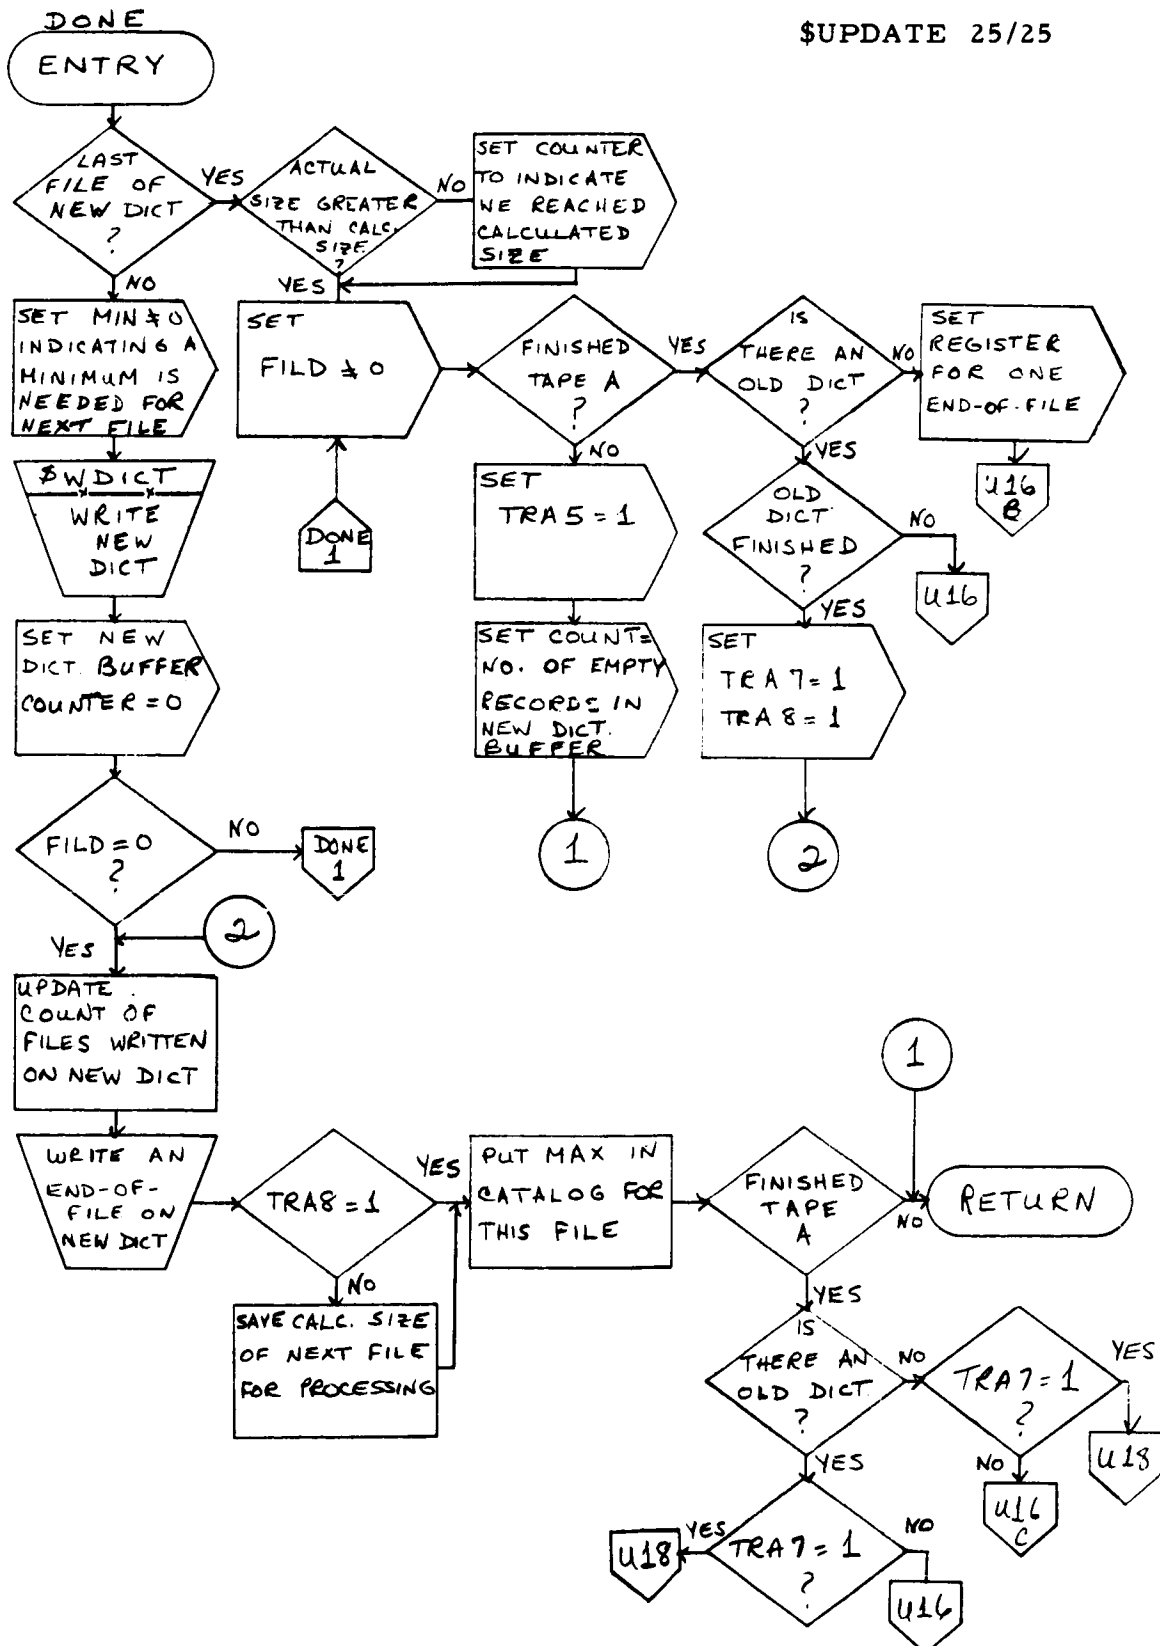 DONE
$UPDATE 25/25
ENTRY
LAST
FILE OF
NEW DICT
?
YES
NO
ACTUAL
SIZE GREATER
THAN CALC.
SIZE
?
NO
YES
SET COUNTER
TO INDICATE
WE REACHED
CALCULATED
SIZE
SET MIN ≠ 0
INDICATING A
MINIMUM IS
NEEDED FOR
NEXT FILE
SET
FILD ≠ 0
DONE
1
FINISHED
TAPE A
?
YES
NO
IS
THERE AN
OLD DICT
?
NO
YES
SET
REGISTER
FOR ONE
END-OF-FILE
U16
B
$WDICT
WRITE
NEW
DICT
SET
TRA5 = 1
OLD
DICT
FINISHED
?
NO
YES
U16
SET NEW
DICT. BUFFER
COUNTER = 0
SET COUNT=
NO. OF EMPTY
RECORDS IN
NEW DICT.
BUFFER
SET
TRA7 = 1
TRA8 = 1
1
2
FILD = 0
?
NO
DONE
1
YES
2
UPDATE
COUNT OF
FILES WRITTEN
ON NEW DICT
1
WRITE AN
END-OF-
FILE ON
NEW DICT
TRA8 = 1
YES
NO
PUT MAX IN
CATALOG FOR
THIS FILE
FINISHED
TAPE
A
NO
YES
RETURN
SAVE CALC. SIZE
OF NEXT FILE
FOR PROCESSING
IS
THERE AN
OLD DICT.
?
NO
YES
TRA7 = 1
?
YES
U18
NO
U16
C
TRA7 = 1
?
YES
U18
NO
U16